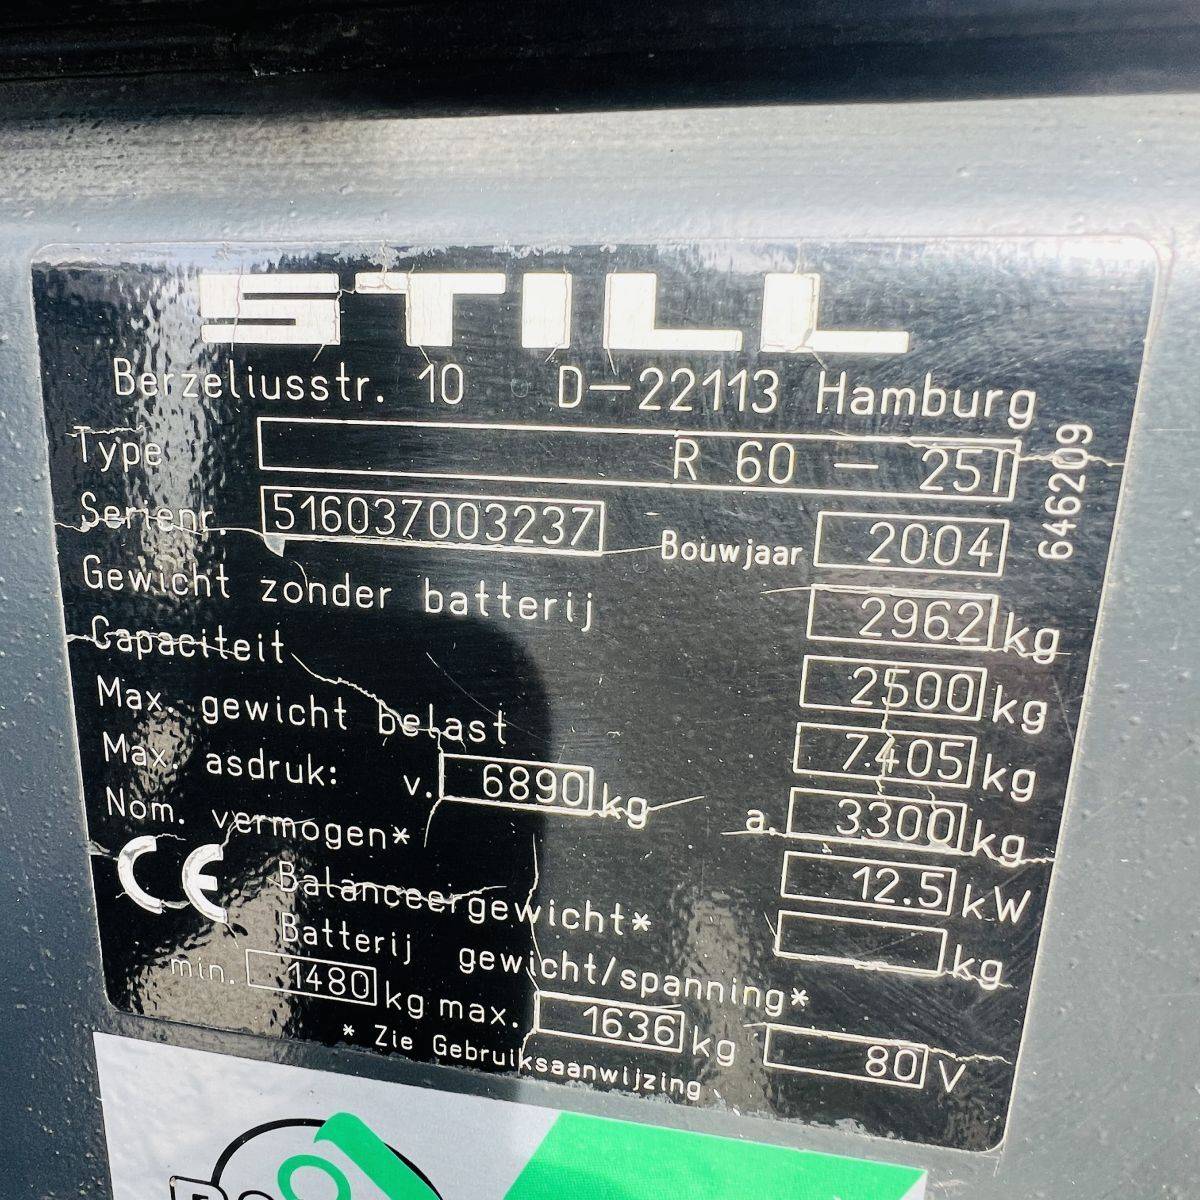 STILL
Berzeliusstr. 10 D-22113 Hamburg
Type R 60 - 25I
646209
Serienr. 516037003237 Bouwjaar 2004
Gewicht zonder batterij 2962 kg
Capaciteit 2500 kg
Max. gewicht belast 7405 kg
Max. asdruk: v. 6890 kg a. 3300 kg
Nom. vermogen* 12.5 kW
CE Balanceergewicht* kg
Batterij gewicht/spanning*
min. 1480 kg max. 1636 kg 80 V
* Zie Gebruiksaanwijzing